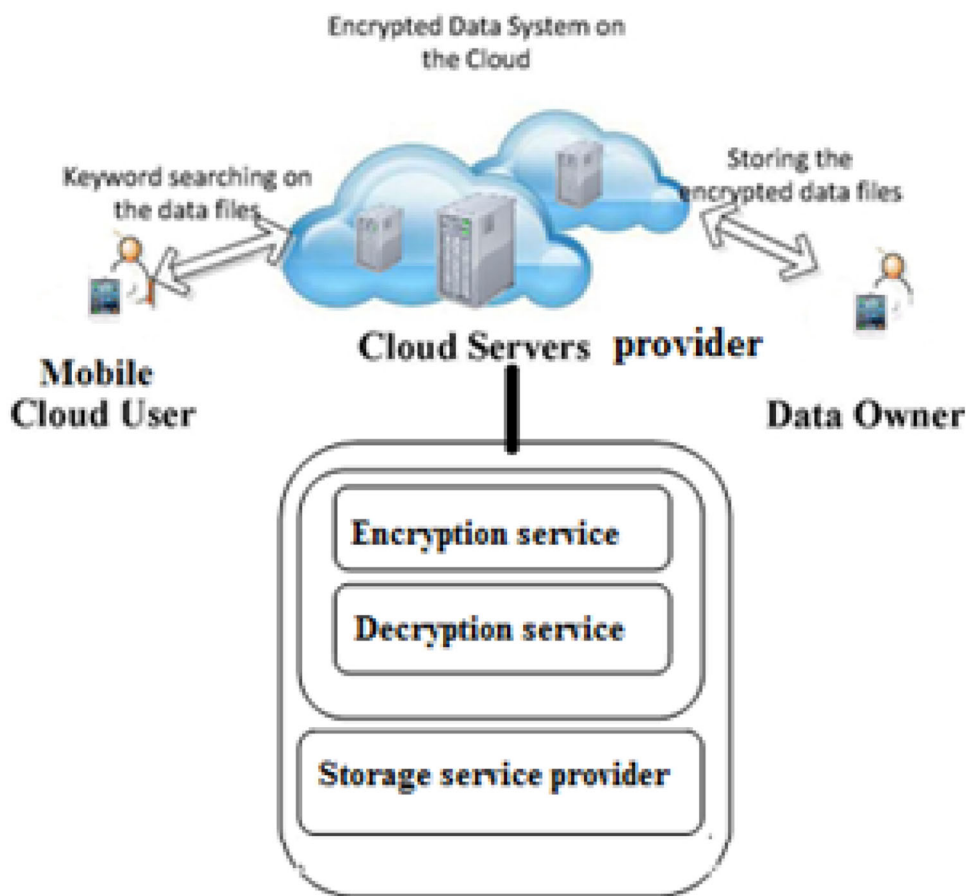 Encrypted Data System on
the Cloud
Keyword searching on
the data files
Storing the
encrypted data files
Cloud Servers provider
Mobile
Cloud User
Data Owner
Encryption service
Decryption service
Storage service provider